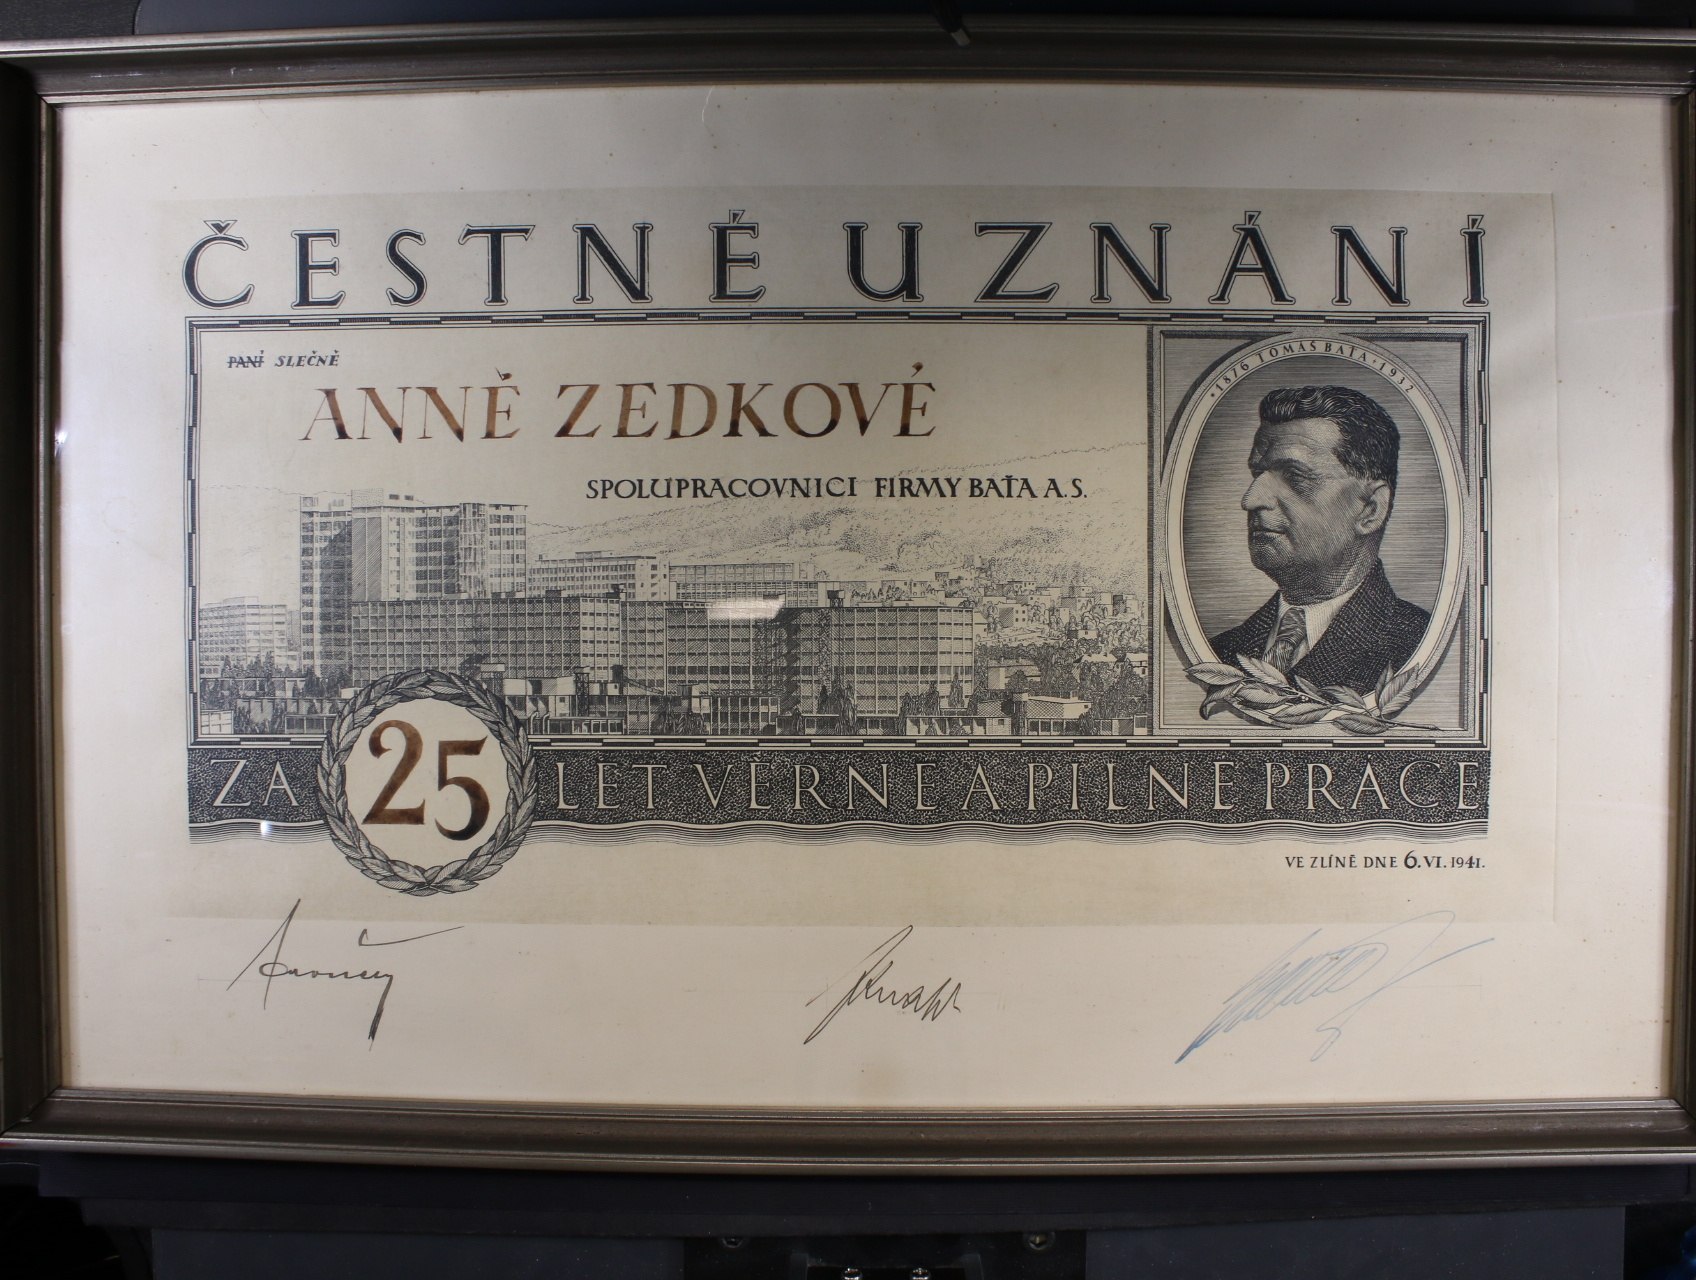 ČESTNÉ UZNÁNÍ
PANÍ SLEČNĚ
ANNĚ ZEDKOVÉ
SPOLUPRACOVNICI FIRMY BAŤA A.S.
· 1876 TOMÁŠ BAŤA · 1932
ZA 25 LET VĚRNÉ A PILNÉ PRÁCE
VE ZLÍNĚ DNE 6.VI.1941.